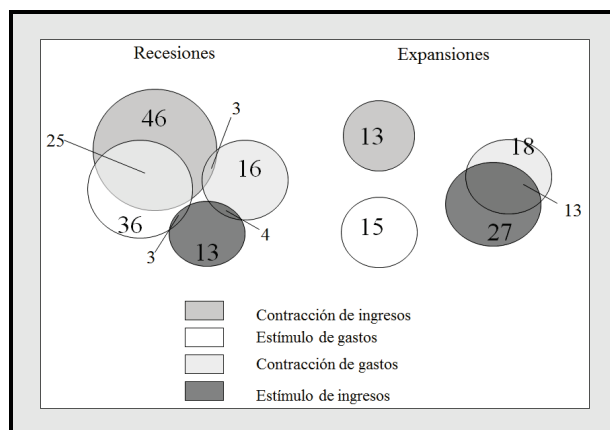 Recesiones
Expansiones
46
3
25
16
36
3
13
4
13
18
15
13
27
Contracción de ingresos
Estímulo de gastos
Contracción de gastos
Estímulo de ingresos